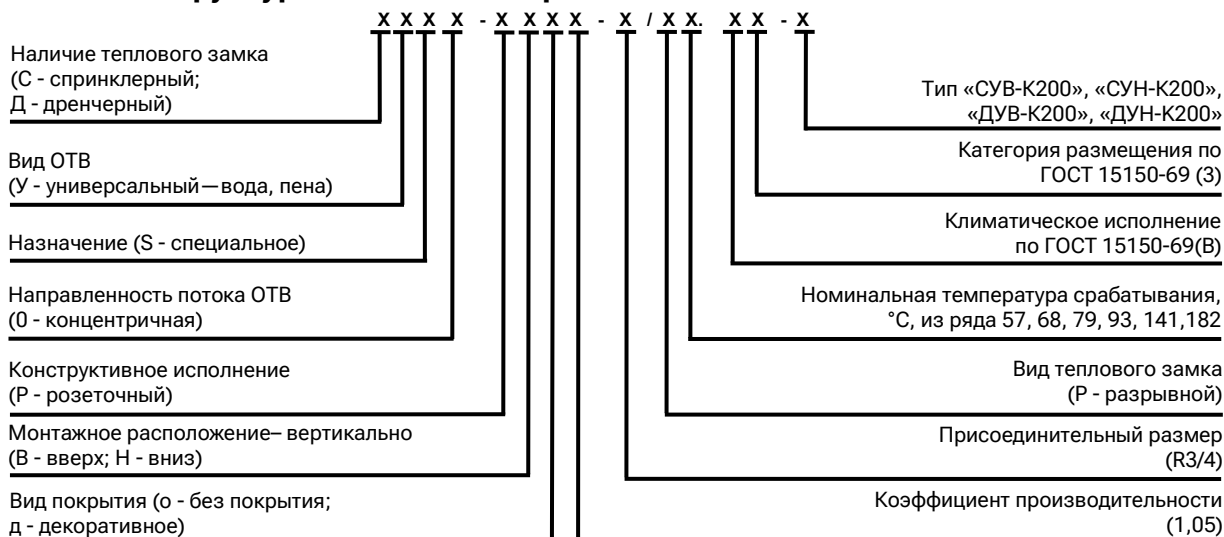 Х Х Х Х - Х Х Х Х - Х / Х Х. Х Х - Х
Наличие теплового замка
(С - спринклерный;
Д - дренчерный)
Вид ОТВ
(У - универсальный—вода, пена)
Назначение (S - специальное)
Направленность потока ОТВ
(0 - концентричная)
Конструктивное исполнение
(Р - розеточный)
Монтажное расположение– вертикально
(В - вверх; Н - вниз)
Вид покрытия (о - без покрытия;
д - декоративное)
Тип «СУВ-К200», «СУН-К200»,
«ДУВ-К200», «ДУН-К200»
Категория размещения по
ГОСТ 15150-69 (3)
Климатическое исполнение
по ГОСТ 15150-69(В)
Номинальная температура срабатывания,
°С, из ряда 57, 68, 79, 93, 141,182
Вид теплового замка
(Р - разрывной)
Присоединительный размер
(R3/4)
Коэффициент производительности
(1,05)